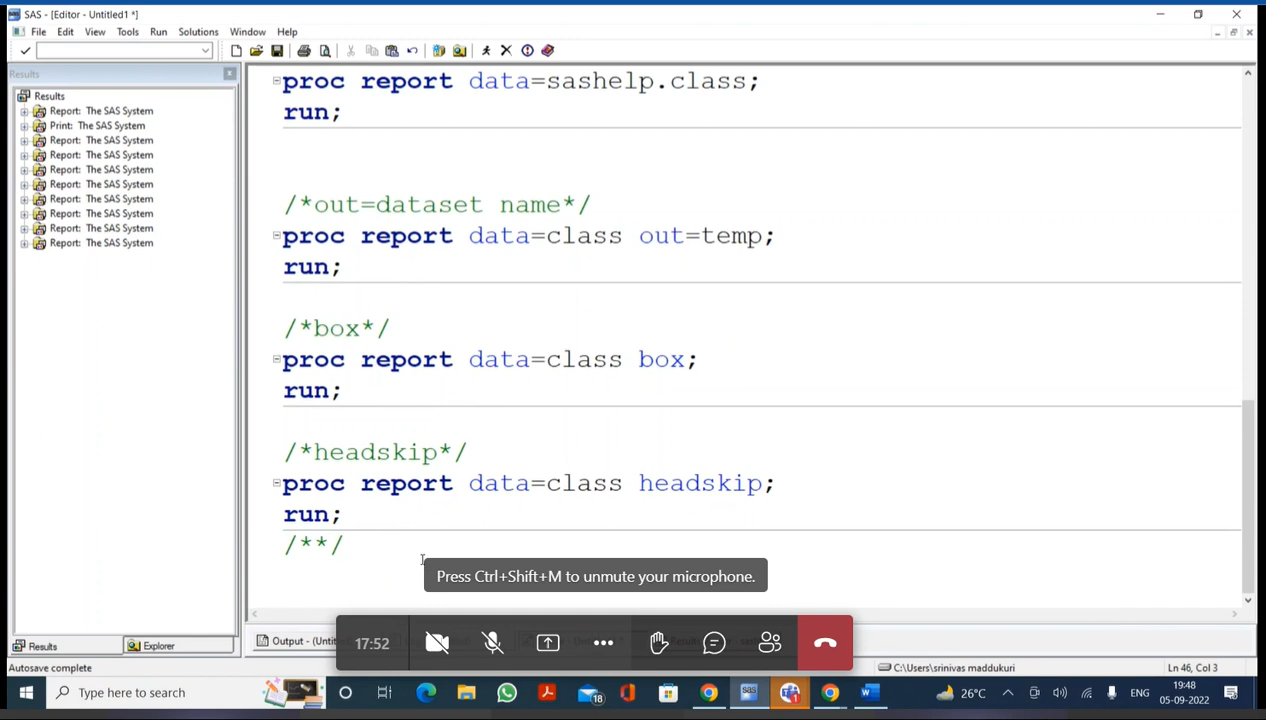 SAS - [Editor - Untitled1 *]
File Edit View Tools Run Solutions Window Help
Results
Results
Report: The SAS System
Print: The SAS System
Report: The SAS System
Report: The SAS System
Report: The SAS System
Report: The SAS System
Report: The SAS System
Report: The SAS System
Report: The SAS System
Report: The SAS System
proc report data=sashelp.class;
run;
/*out=dataset name*/
proc report data=class out=temp;
run;
/*box*/
proc report data=class box;
run;
/*headskip*/
proc report data=class headskip;
run;
/**/
Press Ctrl+Shift+M to unmute your microphone.
17:52
Results Explorer
Output - (Untit
Autosave complete
C:\Users\srinivas maddukuri
Ln 46, Col 3
Type here to search
18
sas
1
26°C
ENG
19:48
05-09-2022